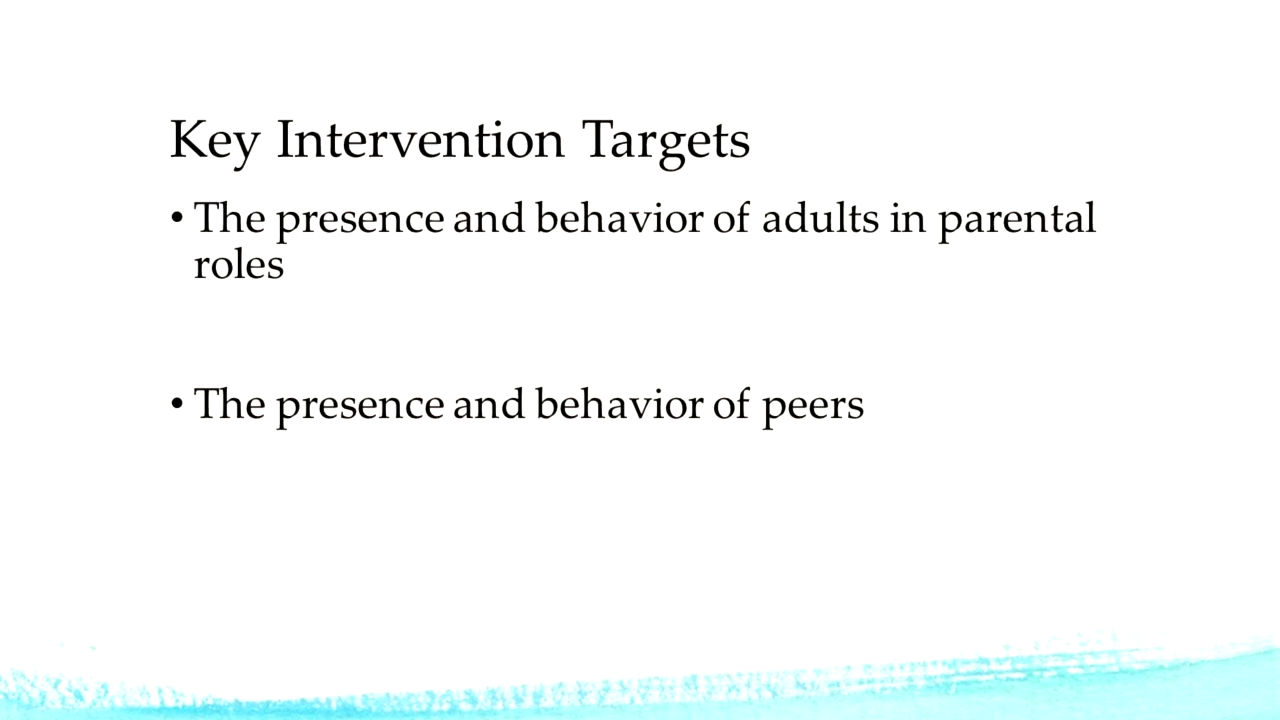 Key Intervention Targets
• The presence and behavior of adults in parental
roles
• The presence and behavior of peers